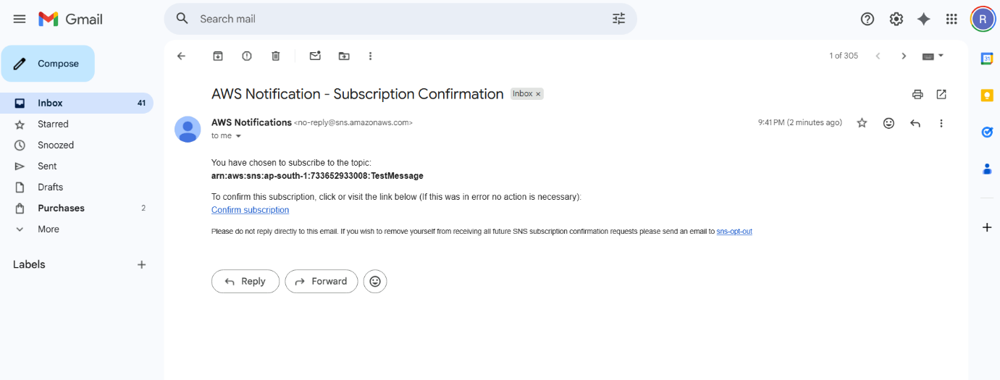 Gmail
Search mail
R
Compose
1 of 305
31
AWS Notification - Subscription Confirmation Inbox ×
Inbox 41
AWS Notifications <no-reply@sns.amazonaws.com> 9:41 PM (2 minutes ago)
Starred
to me
Snoozed
You have chosen to subscribe to the topic:
Sent
arn:aws:sns:ap-south-1:733652933008:TestMessage
Drafts
To confirm this subscription, click or visit the link below (If this was in error no action is necessary):
Purchases 2
Confirm subscription
More
Please do not reply directly to this email. If you wish to remove yourself from receiving all future SNS subscription confirmation requests please send an email to sns-opt-out
Labels
Reply Forward